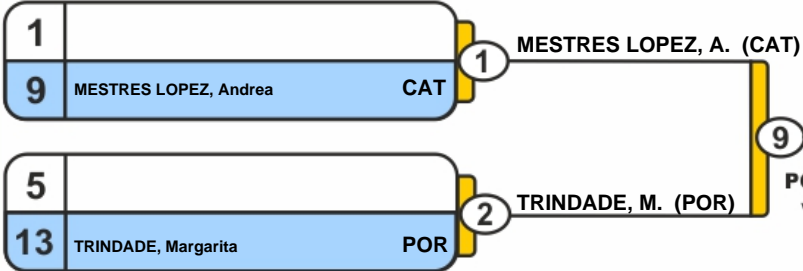 1
9 MESTRES LOPEZ, Andrea CAT
1
MESTRES LOPEZ, A. (CAT)
9
5
13 TRINDADE, Margarita POR
2
TRINDADE, M. (POR)